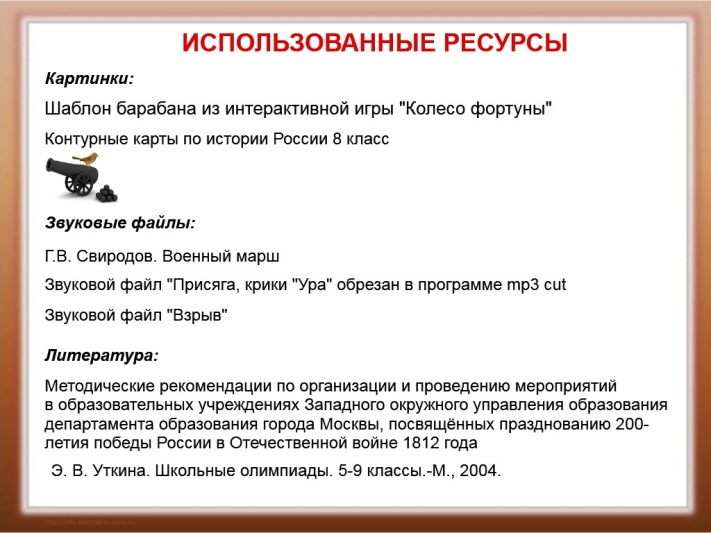 ИСПОЛЬЗОВАННЫЕ РЕСУРСЫ
Картинки:
Шаблон барабана из интерактивной игры "Колесо фортуны"
Контурные карты по истории России 8 класс
Звуковые файлы:
Г.В. Свиродов. Военный марш
Звуковой файл "Присяга, крики "Ура" обрезан в программе mp3 cut
Звуковой файл "Взрыв"
Литература:
Методические рекомендации по организации и проведению мероприятий
в образовательных учреждениях Западного окружного управления образования
департамента образования города Москвы, посвящённых празднованию 200-
летия победы России в Отечественной войне 1812 года
Э. В. Уткина. Школьные олимпиады. 5-9 классы.-М., 2004.